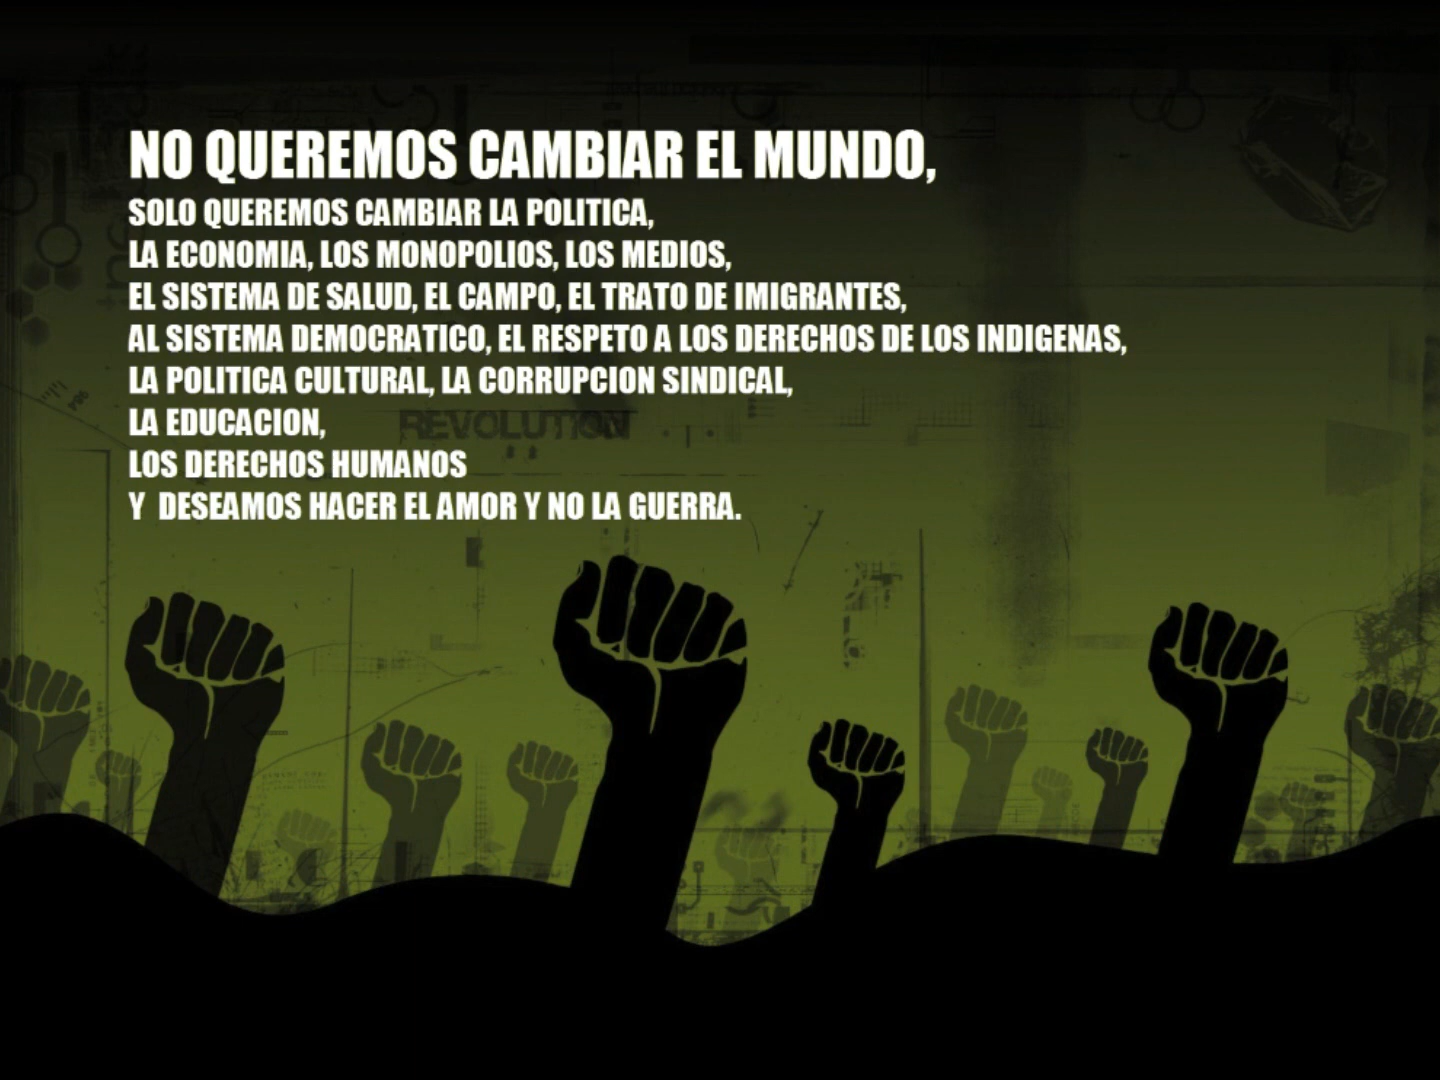 NO QUEREMOS CAMBIAR EL MUNDO,
SOLO QUEREMOS CAMBIAR LA POLITICA,
LA ECONOMIA, LOS MONOPOLIOS, LOS MEDIOS,
EL SISTEMA DE SALUD, EL CAMPO, EL TRATO DE IMIGRANTES,
AL SISTEMA DEMOCRATICO, EL RESPETO A LOS DERECHOS DE LOS INDIGENAS,
LA POLITICA CULTURAL, LA CORRUPCION SINDICAL,
LA EDUCACION,
REVOLUTION
LOS DERECHOS HUMANOS
Y DESEAMOS HACER EL AMOR Y NO LA GUERRA.